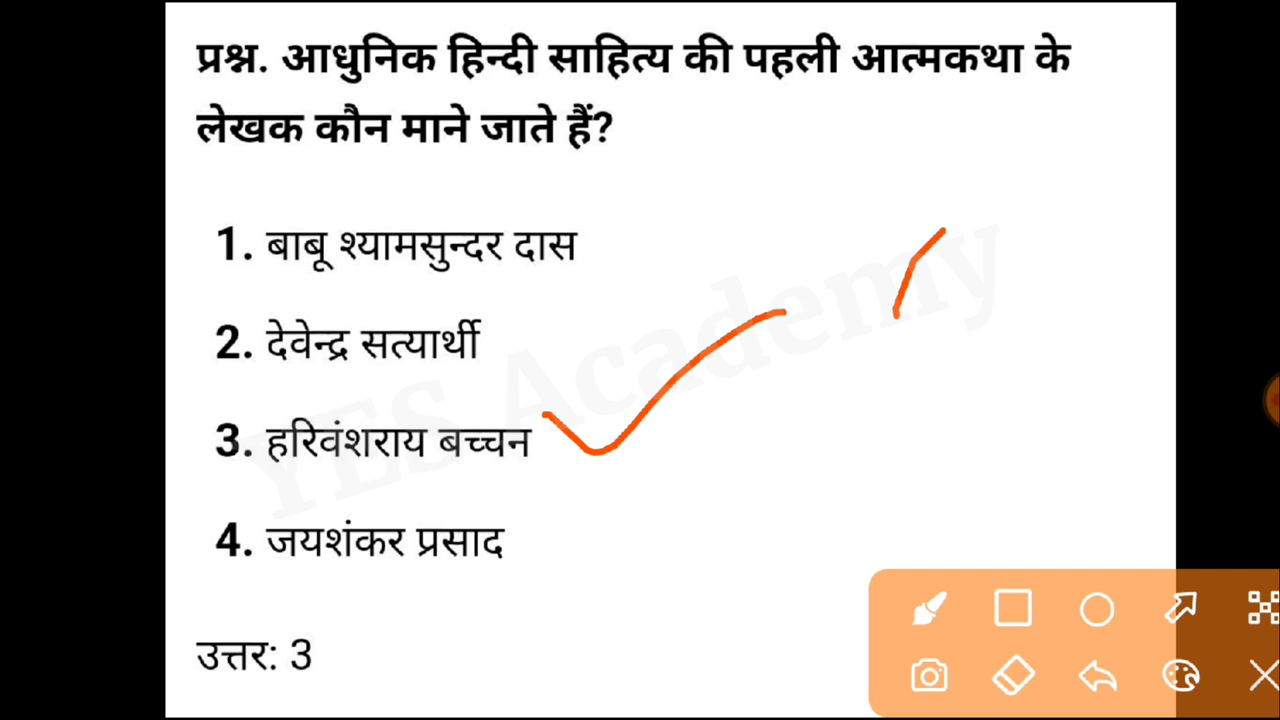 प्रश्न. आधुनिक हिन्दी साहित्य की पहली आत्मकथा के
लेखक कौन माने जाते हैं?
1. बाबू श्यामसुन्दर दास
2. देवेन्द्र सत्यार्थी
3. हरिवंशराय बच्चन
4. जयशंकर प्रसाद
उत्तर: 3
YES Academy